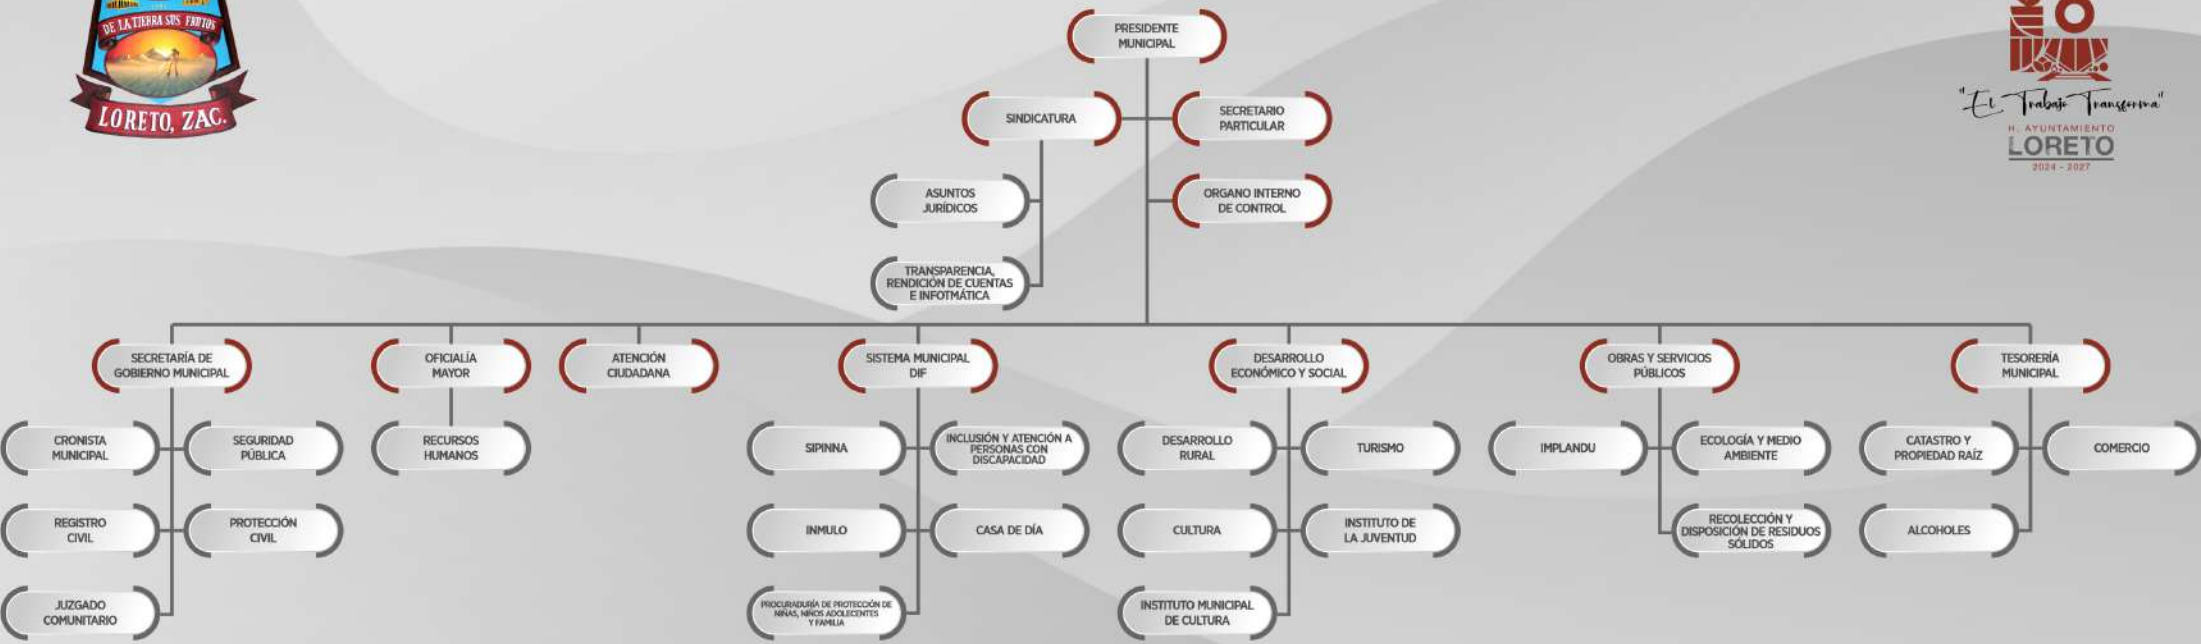 DE LA TIERRA SUS FRUTOS
LORETO, ZAC.
"El Trabajo Transforma"
H. AYUNTAMIENTO
LORETO
2024 - 2027
PRESIDENTE
MUNICIPAL
SINDICATURA
SECRETARIO
PARTICULAR
ASUNTOS
JURÍDICOS
ORGANO INTERNO
DE CONTROL
TRANSPARENCIA,
RENDICIÓN DE CUENTAS
E INFOTMÁTICA
SECRETARÍA DE
GOBIERNO MUNICIPAL
OFICIALÍA
MAYOR
ATENCIÓN
CIUDADANA
SISTEMA MUNICIPAL
DIF
DESARROLLO
ECONÓMICO Y SOCIAL
OBRAS Y SERVICIOS
PÚBLICOS
TESORERÍA
MUNICIPAL
CRONISTA
MUNICIPAL
SEGURIDAD
PÚBLICA
RECURSOS
HUMANOS
SIPINNA
INCLUSIÓN Y ATENCIÓN A
PERSONAS CON
DISCAPACIDAD
DESARROLLO
RURAL
TURISMO
IMPLANDU
ECOLOGÍA Y MEDIO
AMBIENTE
CATASTRO Y
PROPIEDAD RAÍZ
COMERCIO
REGISTRO
CIVIL
PROTECCIÓN
CIVIL
INMULO
CASA DE DÍA
CULTURA
INSTITUTO DE
LA JUVENTUD
RECOLECCIÓN Y
DISPOSICIÓN DE RESIDUOS
SÓLIDOS
ALCOHOLES
JUZGADO
COMUNITARIO
PROCURADURÍA DE PROTECCIÓN DE
NIÑAS, NIÑOS ADOLECENTES
Y FAMILIA
INSTITUTO MUNICIPAL
DE CULTURA